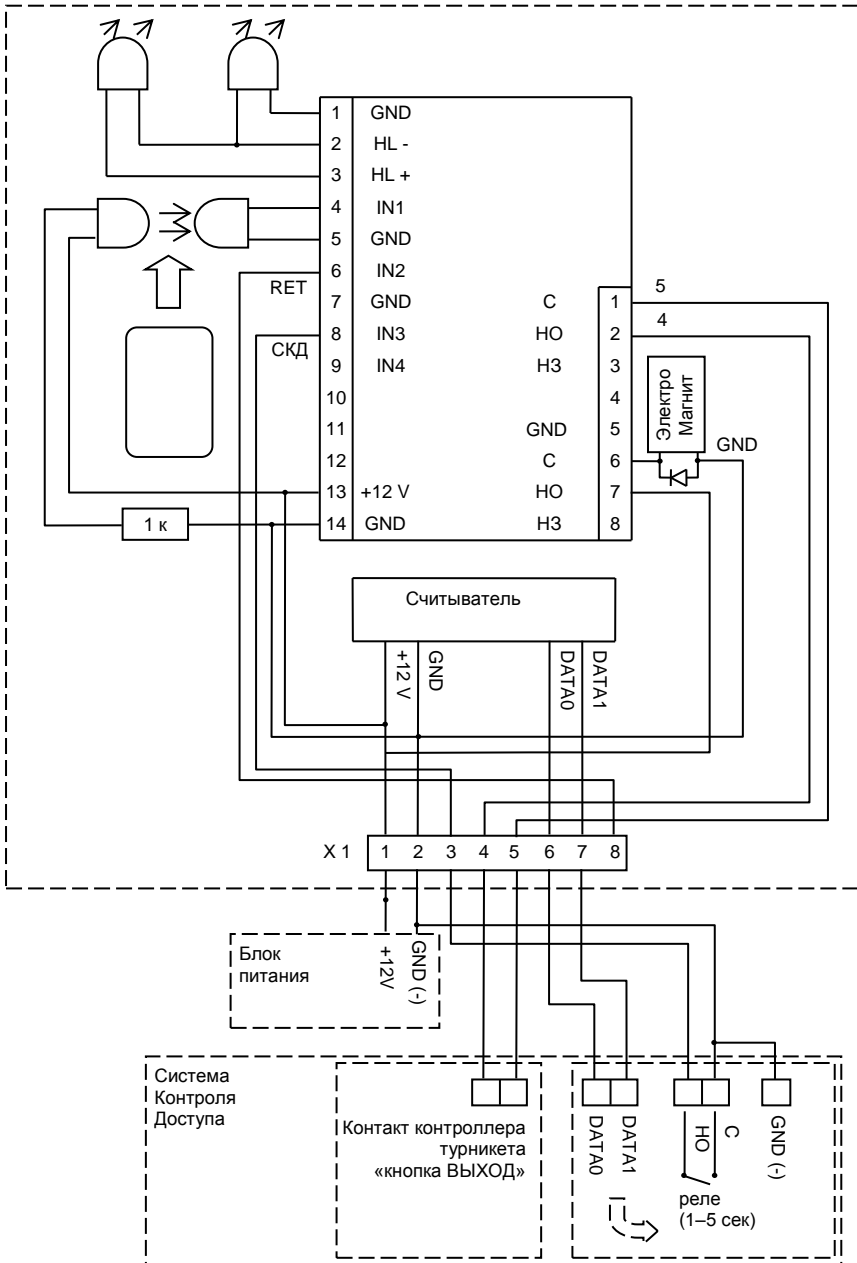 1 GND
2 HL -
3 HL +
4 IN1
5 GND
RET 6 IN2
7 GND
СКД 8 IN3
9 IN4
10
11
12
13 +12 V
14 GND
1 к
C 1 5
НО 2 4
НЗ 3
4
GND 5
C 6
НО 7
НЗ 8
Электро
Магнит
GND
Считыватель
+12 V
GND
DATA0
DATA1
X 1
1 2 3 4 5 6 7 8
Блок
питания
+12V
GND (-)
Система
Контроля
Доступа
Контакт контроллера
турникета
«кнопка ВЫХОД»
DATA0
DATA1
НО
C
GND (-)
реле
(1–5 сек)